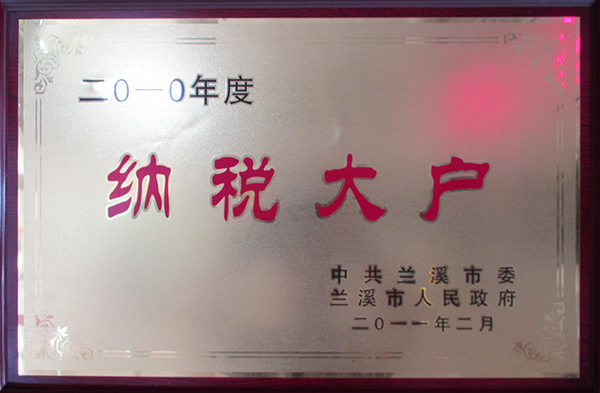 二〇一〇年度
纳税大户
中共兰溪市委
兰溪市人民政府
二〇一一年二月